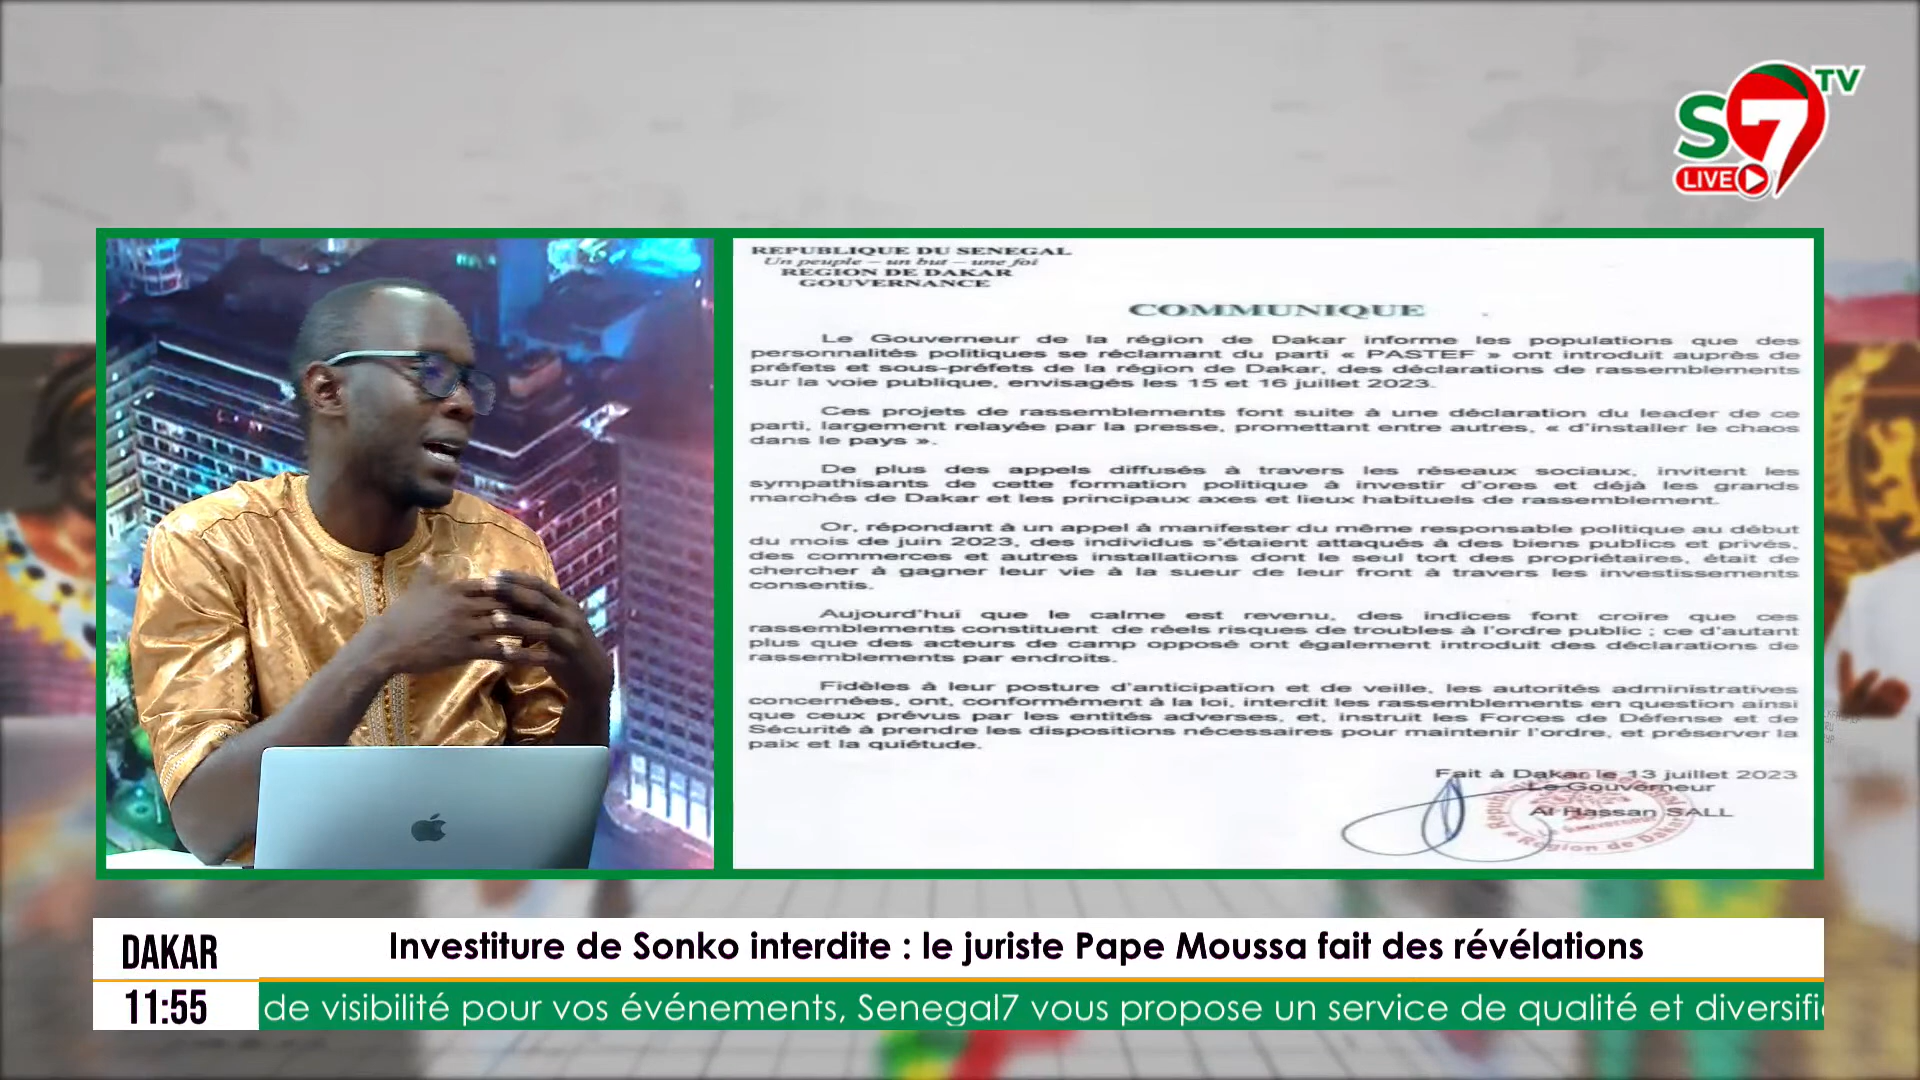 S7 TV
LIVE
REPUBLIQUE DU SENEGAL
Un peuple – un but – une foi
REGION DE DAKAR
GOUVERNANCE
COMMUNIQUE
Le Gouverneur de la région de Dakar informe les populations que des
personnalités politiques se réclamant du parti « PASTEF » ont introduit auprès de
préfets et sous-préfets de la région de Dakar, des déclarations de rassemblements
sur la voie publique, envisagés les 15 et 16 juillet 2023.
Ces projets de rassemblements font suite à une déclaration du leader de ce
parti, largement relayée par la presse, promettant entre autres, « d'installer le chaos
dans le pays ».
De plus des appels diffusés à travers les réseaux sociaux, invitent les
sympathisants de cette formation politique à investir d'ores et déjà les grands
marchés de Dakar et les principaux axes et lieux habituels de rassemblement.
Or, répondant à un appel à manifester du même responsable politique au début
du mois de juin 2023, des individus s'étaient attaqués à des biens publics et privés,
des commerces et autres installations dont le seul tort des propriétaires, était de
chercher à gagner leur vie à la sueur de leur front à travers les investissements
consentis.
Aujourd'hui que le calme est revenu, des indices font croire que ces
rassemblements constituent de réels risques de troubles à l'ordre public ; ce d'autant
plus que des acteurs de camp opposé ont également introduit des déclarations de
rassemblements par endroits.
Fidèles à leur posture d'anticipation et de veille, les autorités administratives
concernées, ont, conformément à la loi, interdit les rassemblements en question ainsi
que ceux prévus par les entités adverses, et, instruit les Forces de Défense et de
Sécurité à prendre les dispositions nécessaires pour maintenir l'ordre, et préserver la
paix et la quiétude.
Fait à Dakar le 13 juillet 2023
Le Gouverneur
Al Hassan SALL
Région de Dakar
DAKAR
Investiture de Sonko interdite : le juriste Pape Moussa fait des révélations
11:55
de visibilité pour vos événements, Senegal7 vous propose un service de qualité et diversifi